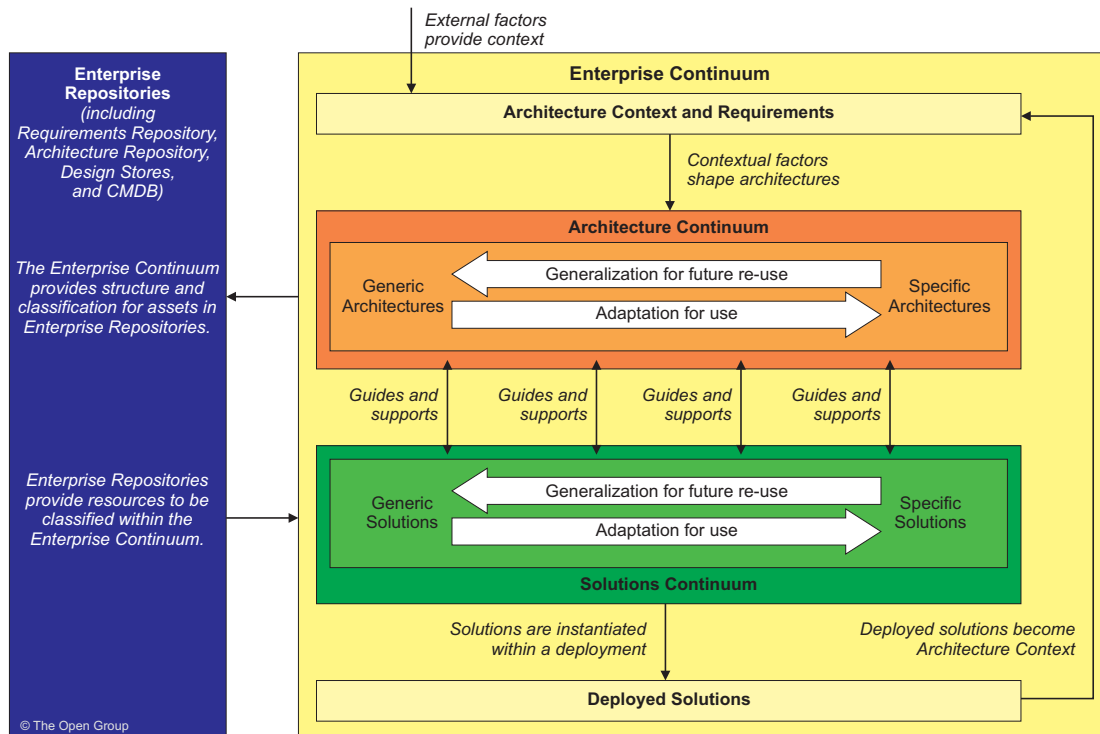 External factors
provide context
Enterprise
Repositories
(including
Requirements Repository,
Architecture Repository,
Design Stores,
and CMDB)
The Enterprise Continuum
provides structure and
classification for assets in
Enterprise Repositories.
Enterprise Repositories
provide resources to be
classified within the
Enterprise Continuum.
© The Open Group
Enterprise Continuum
Architecture Context and Requirements
Contextual factors
shape architectures
Architecture Continuum
Generic
Architectures
Generalization for future re-use
Adaptation for use
Specific
Architectures
Guides and
supports
Guides and
supports
Guides and
supports
Guides and
supports
Generic
Solutions
Generalization for future re-use
Adaptation for use
Specific
Solutions
Solutions Continuum
Solutions are instantiated
within a deployment
Deployed solutions become
Architecture Context
Deployed Solutions